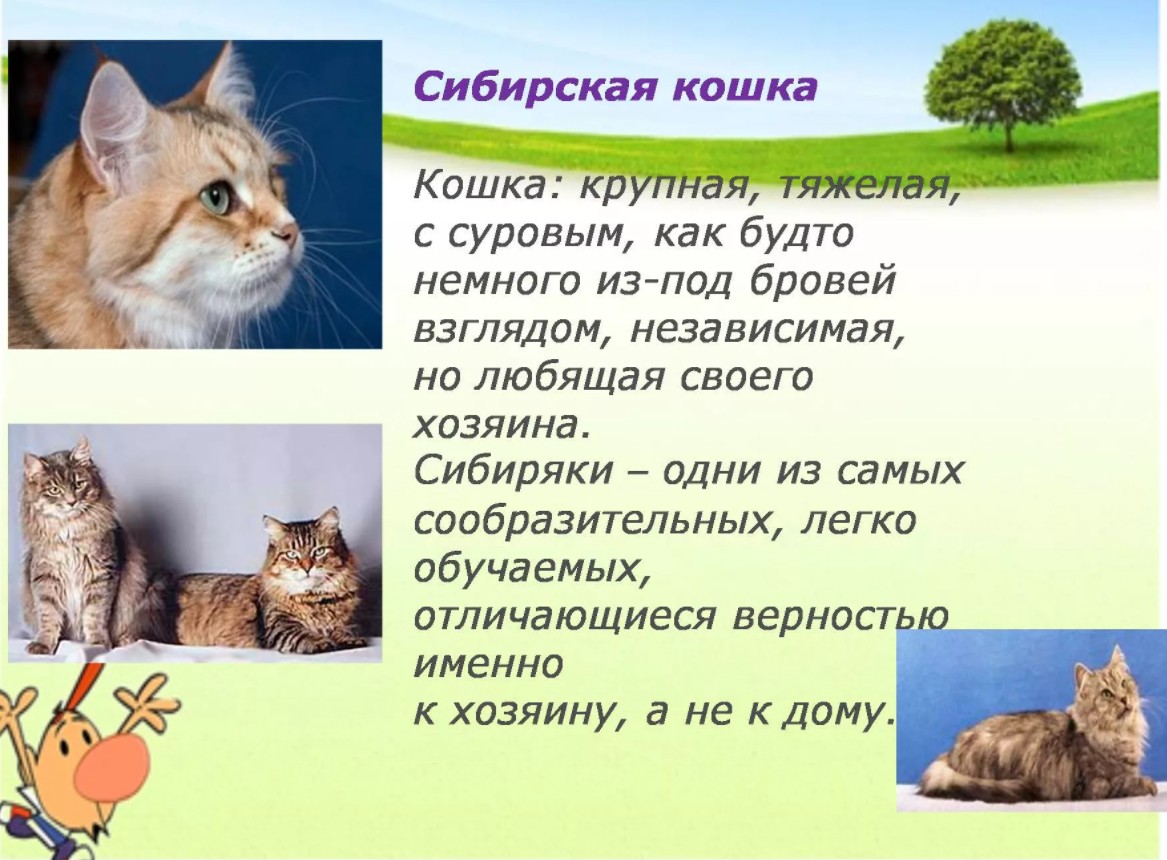 Сибирская кошка
Кошка: крупная, тяжелая,
с суровым, как будто
немного из-под бровей
взглядом, независимая,
но любящая своего
хозяина.
Сибиряки – одни из самых
сообразительных, легко
обучаемых,
отличающиеся верностью
именно
к хозяину, а не к дому.